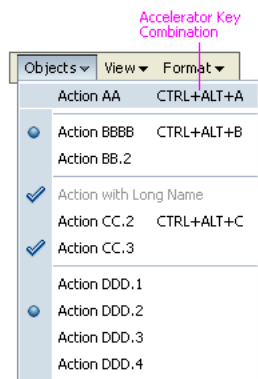 Accelerator Key
Combination
Objects View Format
Action AA CTRL+ALT+A
Action BBBB CTRL+ALT+B
Action BB.2
Action with Long Name
Action CC.2 CTRL+ALT+C
Action CC.3
Action DDD.1
Action DDD.2
Action DDD.3
Action DDD.4